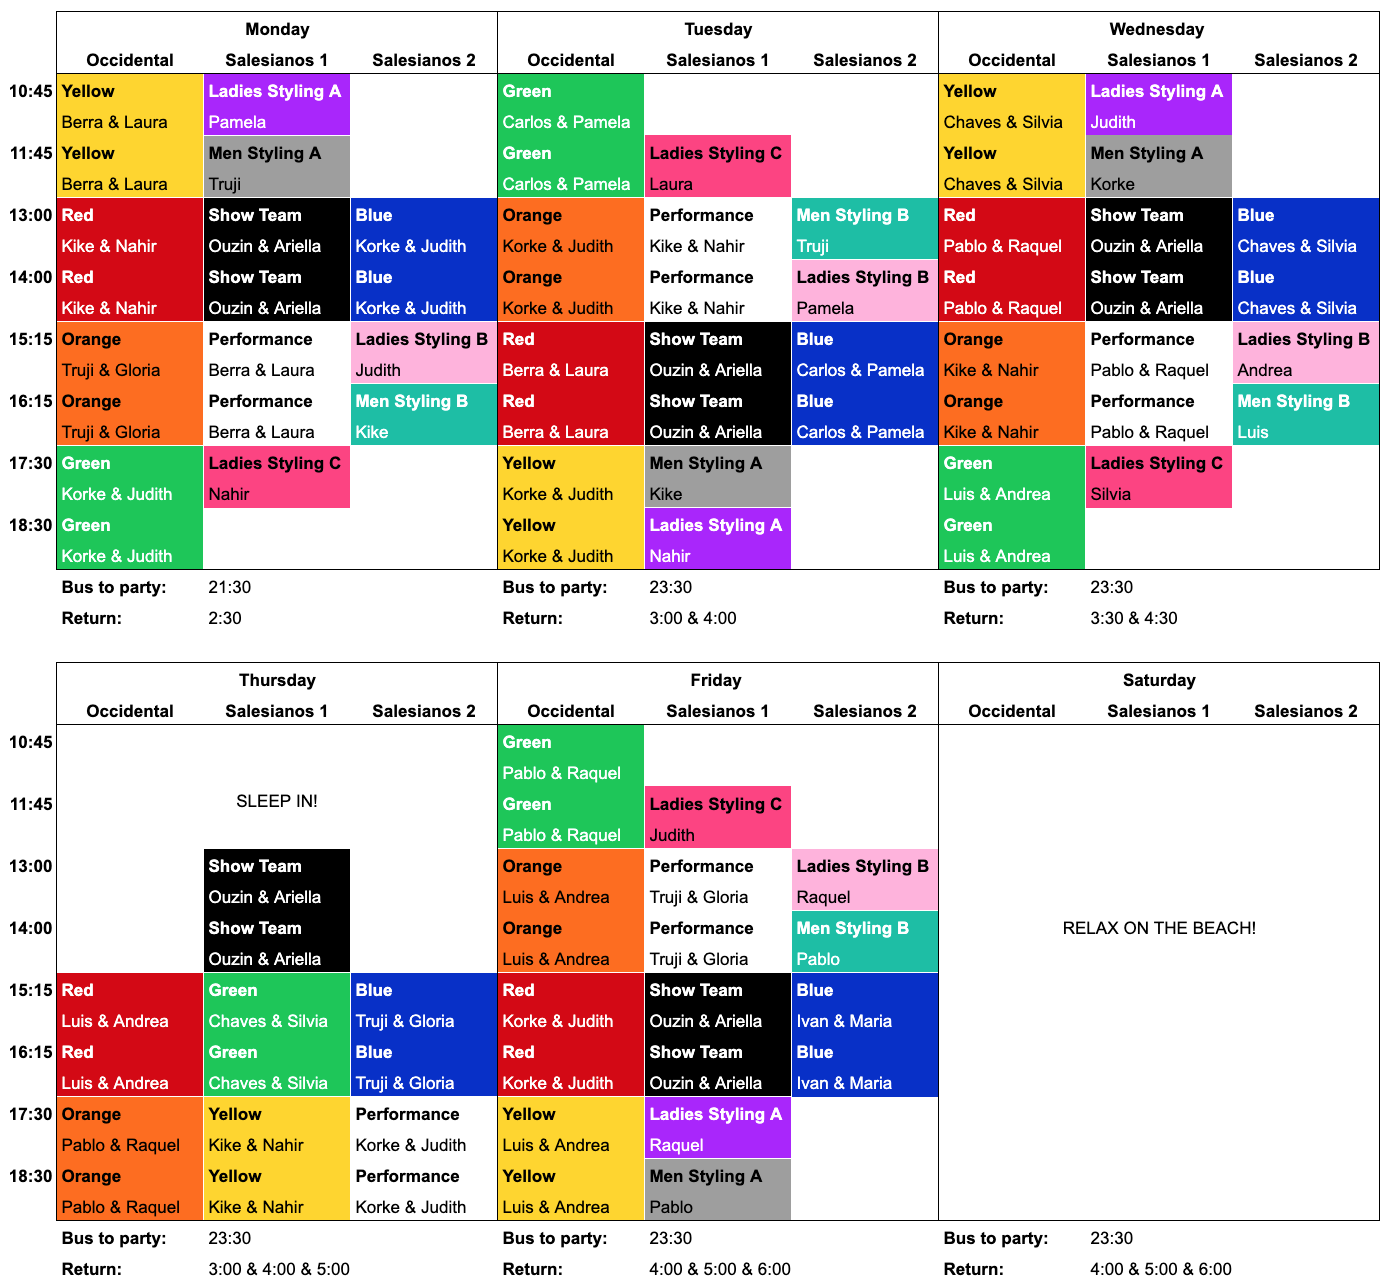 Monday Tuesday Wednesday
Occidental Salesianos 1 Salesianos 2 Occidental Salesianos 1 Salesianos 2 Occidental Salesianos 1 Salesianos 2
10:45 Yellow Ladies Styling A Green Yellow Ladies Styling A
Berra & Laura Pamela Carlos & Pamela Chaves & Silvia Judith
11:45 Yellow Men Styling A Green Ladies Styling C Yellow Men Styling A
Berra & Laura Truji Carlos & Pamela Laura Chaves & Silvia Korke
13:00 Red Show Team Blue Orange Performance Men Styling B Red Show Team Blue
Kike & Nahir Ouzin & Ariella Korke & Judith Korke & Judith Kike & Nahir Truji Pablo & Raquel Ouzin & Ariella Chaves & Silvia
14:00 Red Show Team Blue Orange Performance Ladies Styling B Red Show Team Blue
Kike & Nahir Ouzin & Ariella Korke & Judith Korke & Judith Kike & Nahir Pamela Pablo & Raquel Ouzin & Ariella Chaves & Silvia
15:15 Orange Performance Ladies Styling B Red Show Team Blue Orange Performance Ladies Styling B
Truji & Gloria Berra & Laura Judith Berra & Laura Ouzin & Ariella Carlos & Pamela Kike & Nahir Pablo & Raquel Andrea
16:15 Orange Performance Men Styling B Red Show Team Blue Orange Performance Men Styling B
Truji & Gloria Berra & Laura Kike Berra & Laura Ouzin & Ariella Carlos & Pamela Kike & Nahir Pablo & Raquel Luis
17:30 Green Ladies Styling C Yellow Men Styling A Green Ladies Styling C
Korke & Judith Nahir Korke & Judith Kike Luis & Andrea Silvia
18:30 Green Yellow Ladies Styling A Green
Korke & Judith Korke & Judith Nahir Luis & Andrea
Bus to party: 21:30 Bus to party: 23:30 Bus to party: 23:30
Return: 2:30 Return: 3:00 & 4:00 Return: 3:30 & 4:30
Thursday Friday Saturday
Occidental Salesianos 1 Salesianos 2 Occidental Salesianos 1 Salesianos 2 Occidental Salesianos 1 Salesianos 2
10:45 Green
Pablo & Raquel
11:45 SLEEP IN! Green Ladies Styling C
Pablo & Raquel Judith
13:00 Show Team Orange Performance Ladies Styling B
Ouzin & Ariella Luis & Andrea Truji & Gloria Raquel
14:00 Show Team Orange Performance Men Styling B RELAX ON THE BEACH!
Ouzin & Ariella Luis & Andrea Truji & Gloria Pablo
15:15 Red Green Blue Red Show Team Blue
Luis & Andrea Chaves & Silvia Truji & Gloria Korke & Judith Ouzin & Ariella Ivan & Maria
16:15 Red Green Blue Red Show Team Blue
Luis & Andrea Chaves & Silvia Truji & Gloria Korke & Judith Ouzin & Ariella Ivan & Maria
17:30 Orange Yellow Performance Yellow Ladies Styling A
Pablo & Raquel Kike & Nahir Korke & Judith Luis & Andrea Raquel
18:30 Orange Yellow Performance Yellow Men Styling A
Pablo & Raquel Kike & Nahir Korke & Judith Luis & Andrea Pablo
Bus to party: 23:30 Bus to party: 23:30 Bus to party: 23:30
Return: 3:00 & 4:00 & 5:00 Return: 4:00 & 5:00 & 6:00 Return: 4:00 & 5:00 & 6:00